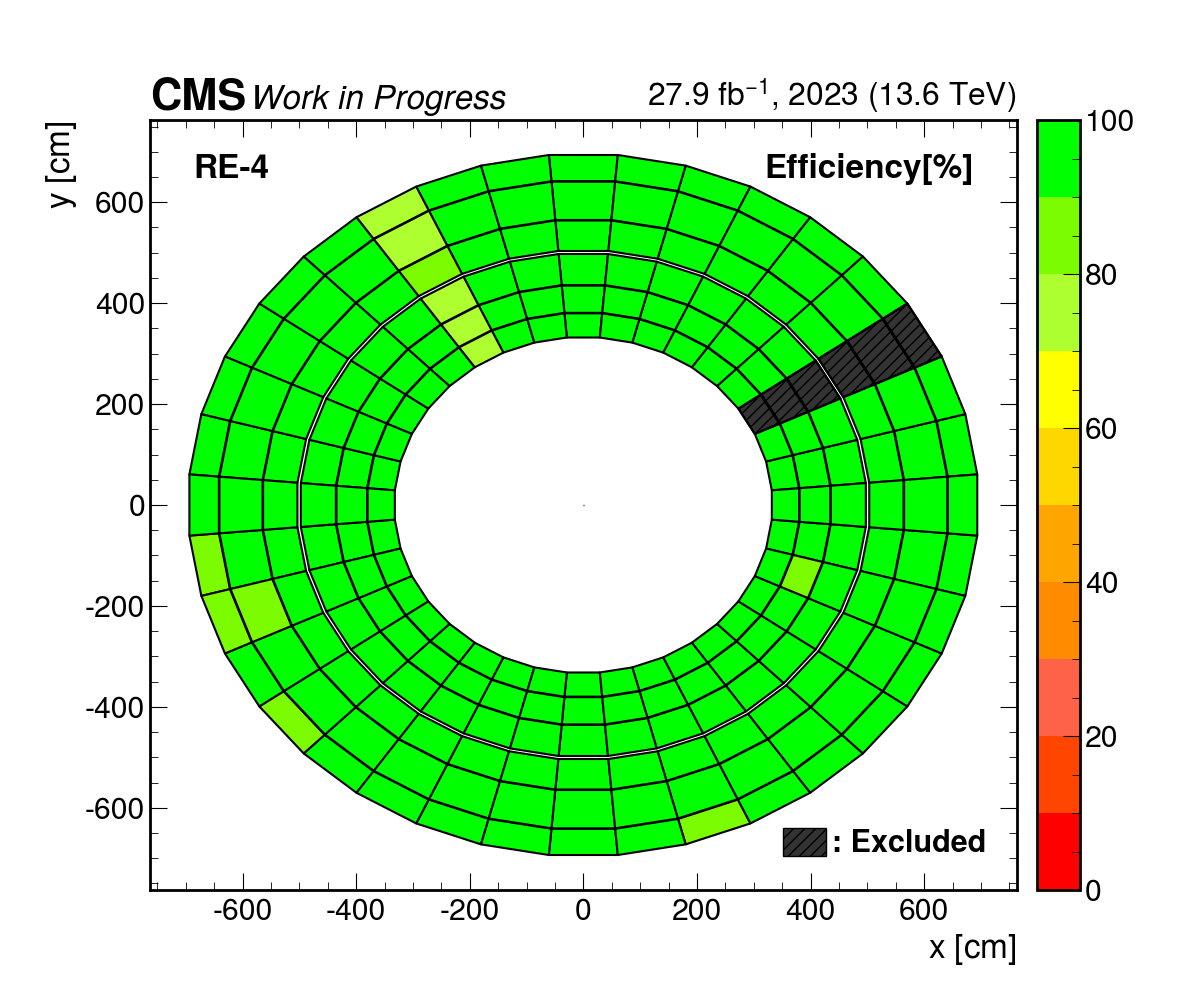 CMS Work in Progress 27.9 fb⁻¹, 2023 (13.6 TeV)
y [cm]
RE-4 Efficiency[%]
600
400
200
0
-200
-400
-600
: Excluded
-600 -400 -200 0 200 400 600
x [cm]
100
80
60
40
20
0